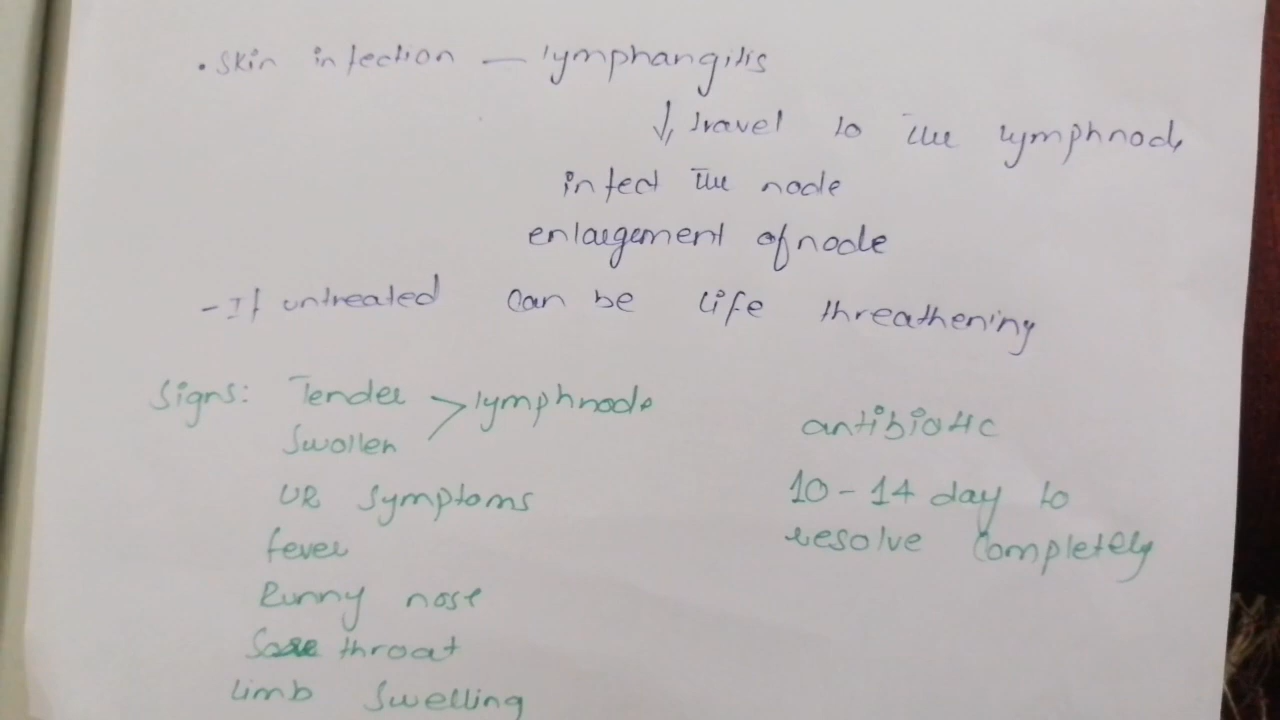 • skin infection — lymphangitis
↓, travel to the lymphnode
infect the node
enlargement of node
- If untreated can be life threathening
Signs: Tender > lymphnode
Swollen
UR symptoms
fever
Runny nose
Sore throat
limb swelling
antibiotic
10 - 14 day to
resolve completely